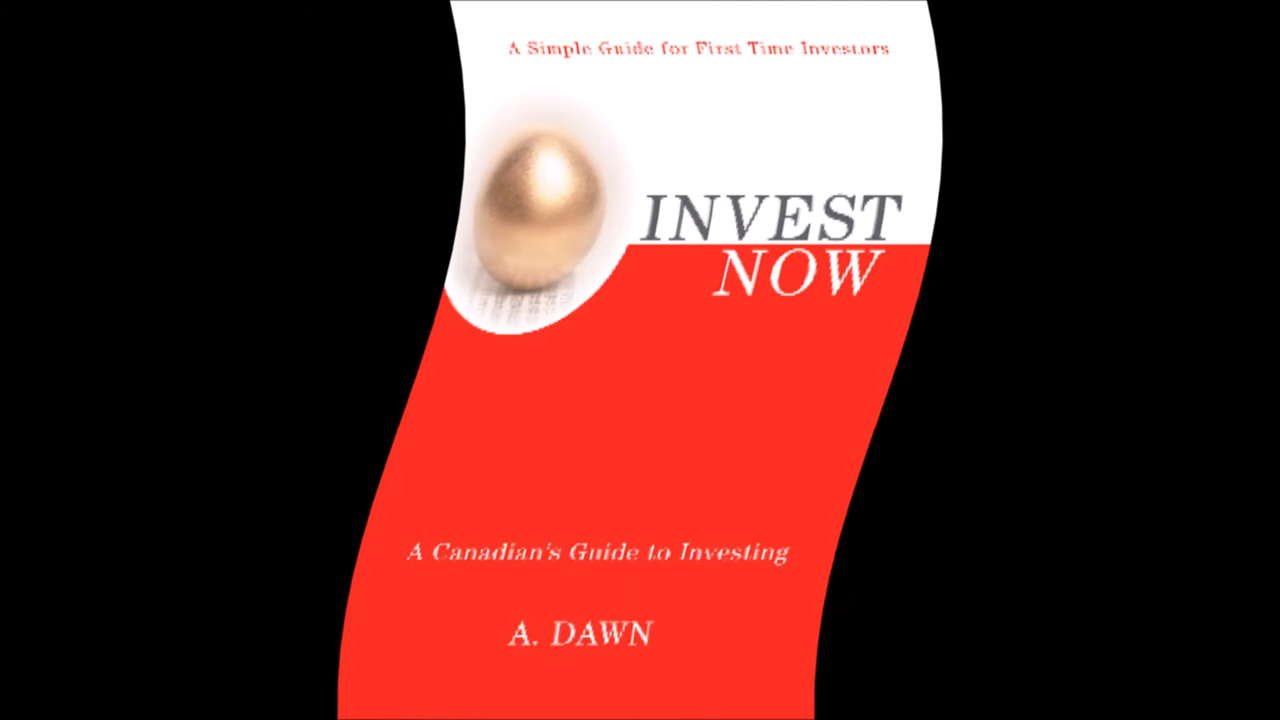 A Simple Guide for First Time Investors
INVEST
NOW
A Canadian's Guide to Investing
A. DAWN